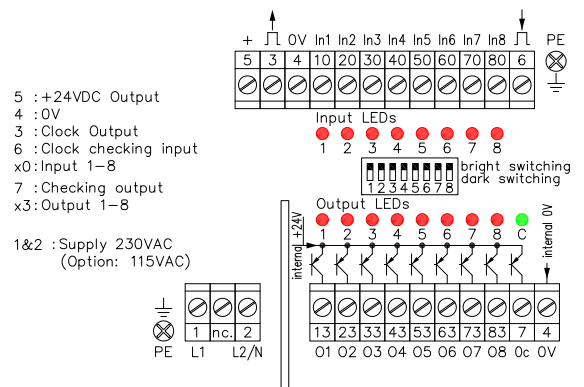 + 0V In1 In2 In3 In4 In5 In6 In7 In8 PE
5 3 4 10 20 30 40 50 60 70 80 6
5 :+24VDC Output
4 :0V
3 :Clock Output
6 :Clock checking input
x0:Input 1-8
7 :Checking output
x3:Output 1-8
1&2 :Supply 230VAC
(Option: 115VAC)
Input LEDs
1 2 3 4 5 6 7 8
bright switching
dark switching
1 2 3 4 5 6 7 8
Output LEDs
1 2 3 4 5 6 7 8 C
internal +24V
internal 0V
1 nc. 2
PE L1 L2/N
13 23 33 43 53 63 73 83 7 4
O1 O2 O3 O4 O5 O6 O7 O8 Oc 0V